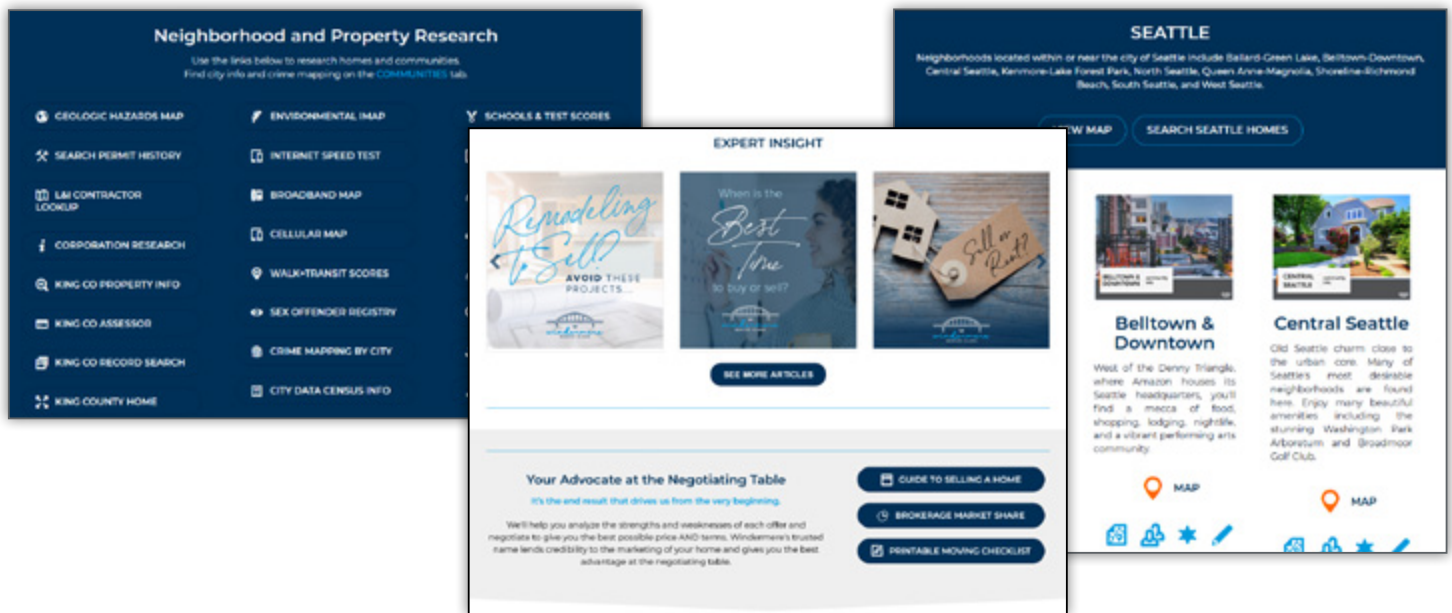 Neighborhood and Property Research
Use the links below to research homes and communities.
Find city info and crime mapping on the COMMUNITIES tab.
GEOLOGIC HAZARDS MAP
SEARCH PERMIT HISTORY
L&I CONTRACTOR
LOOKUP
CORPORATION RESEARCH
KING CO PROPERTY INFO
KING CO ASSESSOR
KING CO RECORD SEARCH
KING COUNTY HOME
ENVIRONMENTAL IMAP
INTERNET SPEED TEST
BROADBAND MAP
CELLULAR MAP
WALK+TRANSIT SCORES
SEX OFFENDER REGISTRY
CRIME MAPPING BY CITY
CITY DATA CENSUS INFO
SCHOOLS & TEST SCORES
EXPERT INSIGHT
Remodeling
to Sell?
AVOID THESE
PROJECTS...
windermere
When is the
Best
Time
to buy or sell?
windermere
Sell or
Rent?
windermere
SEE MORE ARTICLES
Your Advocate at the Negotiating Table
It's the end result that drives us from the very beginning.
We'll help you analyze the strengths and weaknesses of each offer and
negotiate to give you the best possible price AND terms. Windermere's trusted
name lends credibility to the marketing of your home and gives you the best
advantage at the negotiating table.
GUIDE TO SELLING A HOME
BROKERAGE MARKET SHARE
PRINTABLE MOVING CHECKLIST
SEATTLE
Neighborhoods located within or near the city of Seattle include Ballard-Green Lake, Belltown-Downtown,
Central Seattle, Kenmore-Lake Forest Park, North Seattle, Queen Anne-Magnolia, Shoreline-Richmond
Beach, South Seattle, and West Seattle.
EW MAP
SEARCH SEATTLE HOMES
BELLTOWN &
DOWNTOWN
CENTRAL
SEATTLE
Belltown &
Downtown
West of the Denny Triangle,
where Amazon houses its
Seattle headquarters, you'll
find a mecca of food,
shopping, lodging, nightlife,
and a vibrant performing arts
community.
MAP
Central Seattle
Old Seattle charm close to
the urban core. Many of
Seattle's most desirable
neighborhoods are found
here. Enjoy many beautiful
amenities including the
stunning Washington Park
Arboretum and Broadmoor
Golf Club.
MAP